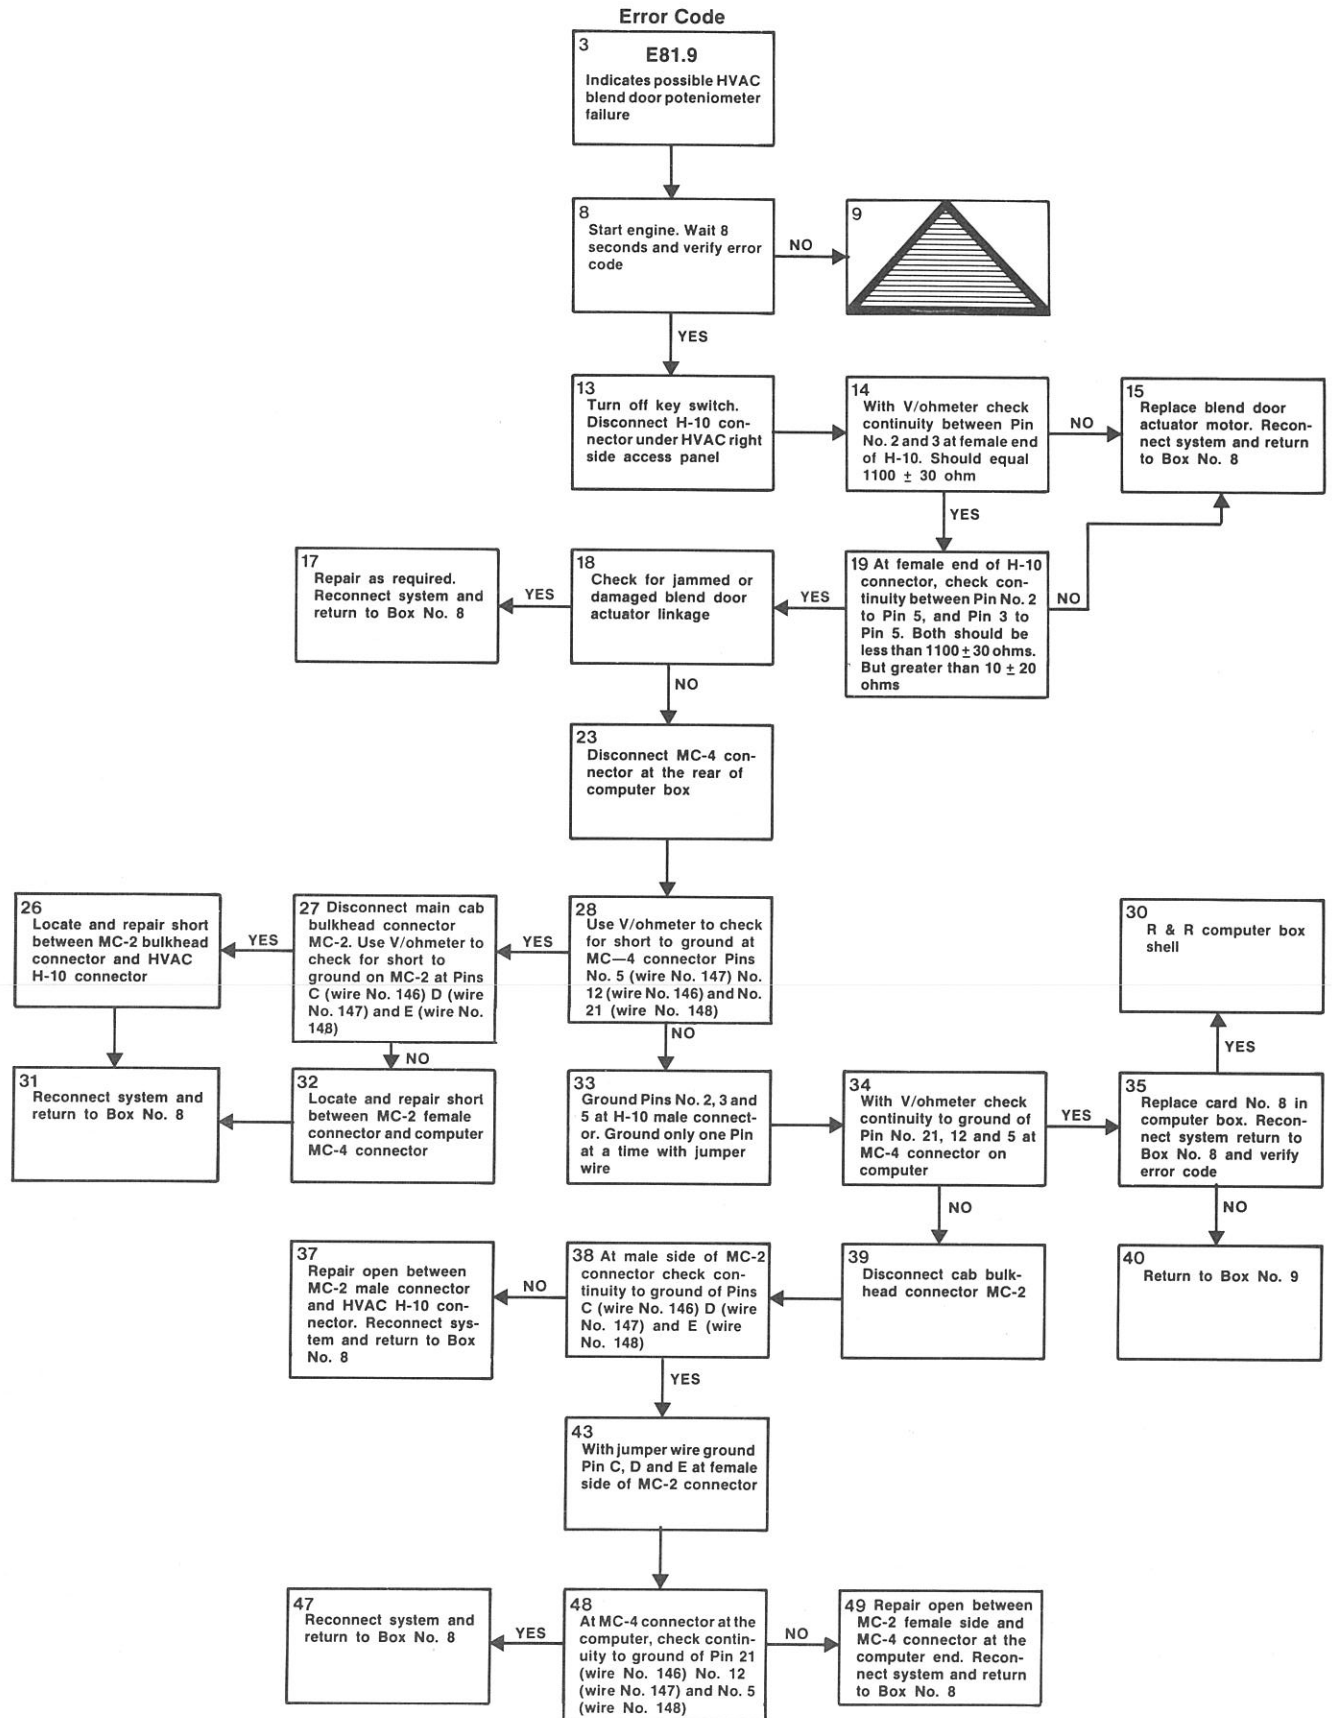 Error Code
3
E81.9
Indicates possible HVAC
blend door poteniometer
failure
8
Start engine. Wait 8
seconds and verify error
code
NO
9
YES
13
Turn off key switch.
Disconnect H-10 con-
nector under HVAC right
side access panel
14
With V/ohmeter check
continuity between Pin
No. 2 and 3 at female end
of H-10. Should equal
1100 ± 30 ohm
NO
15
Replace blend door
actuator motor. Recon-
nect system and return
to Box No. 8
YES
17
Repair as required.
Reconnect system and
return to Box No. 8
YES
18
Check for jammed or
damaged blend door
actuator linkage
YES
19 At female end of H-10
connector, check con-
tinuity between Pin No. 2
to Pin 5, and Pin 3 to
Pin 5. Both should be
less than 1100 ± 30 ohms.
But greater than 10 ± 20
ohms
NO
NO
23
Disconnect MC-4 con-
nector at the rear of
computer box
26
Locate and repair short
between MC-2 bulkhead
connector and HVAC
H-10 connector
YES
27 Disconnect main cab
bulkhead connector
MC-2. Use V/ohmeter to
check for short to
ground on MC-2 at Pins
C (wire No. 146) D (wire
No. 147) and E (wire No.
148)
YES
28
Use V/ohmeter to check
for short to ground at
MC—4 connector Pins
No. 5 (wire No. 147) No.
12 (wire No. 146) and No.
21 (wire No. 148)
30
R & R computer box
shell
NO
NO
YES
31
Reconnect system and
return to Box No. 8
32
Locate and repair short
between MC-2 female
connector and computer
MC-4 connector
33
Ground Pins No. 2, 3 and
5 at H-10 male connect-
or. Ground only one Pin
at a time with jumper
wire
34
With V/ohmeter check
continuity to ground of
Pin No. 21, 12 and 5 at
MC-4 connector on
computer
YES
35
Replace card No. 8 in
computer box. Recon-
nect system return to
Box No. 8 and verify
error code
NO
NO
37
Repair open between
MC-2 male connector
and HVAC H-10 con-
nector. Reconnect sys-
tem and return to Box
No. 8
NO
38 At male side of MC-2
connector check con-
tinuity to ground of Pins
C (wire No. 146) D (wire
No. 147) and E (wire
No. 148)
39
Disconnect cab bulk-
head connector MC-2
40
Return to Box No. 9
YES
43
With jumper wire ground
Pin C, D and E at female
side of MC-2 connector
47
Reconnect system and
return to Box No. 8
YES
48
At MC-4 connector at the
computer, check contin-
uity to ground of Pin 21
(wire No. 146) No. 12
(wire No. 147) and No. 5
(wire No. 148)
NO
49 Repair open between
MC-2 female side and
MC-4 connector at the
computer end. Recon-
nect system and return
to Box No. 8